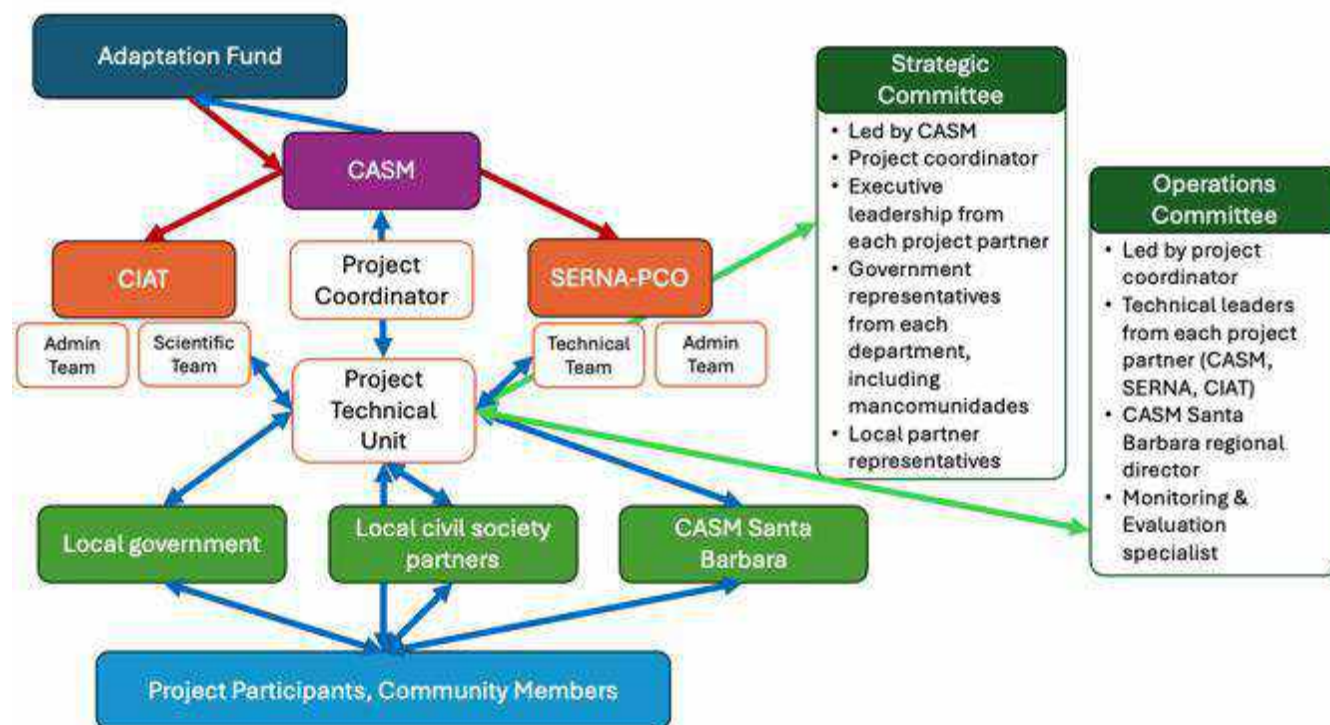 Adaptation Fund
CASM
CIAT
Project
Coordinator
SERNA-PCO
Admin
Team
Scientific
Team
Technical
Team
Admin
Team
Project
Technical
Unit
Local government
Local civil society
partners
CASM Santa
Barbara
Project Participants, Community Members
Strategic
Committee
• Led by CASM
• Project coordinator
• Executive
leadership from
each project partner
• Government
representatives
from each
department,
including
mancomunidades
• Local partner
representatives
Operations
Committee
• Led by project
coordinator
• Technical leaders
from each project
partner (CASM,
SERNA, CIAT)
• CASM Santa
Barbara regional
director
• Monitoring &
Evaluation
specialist